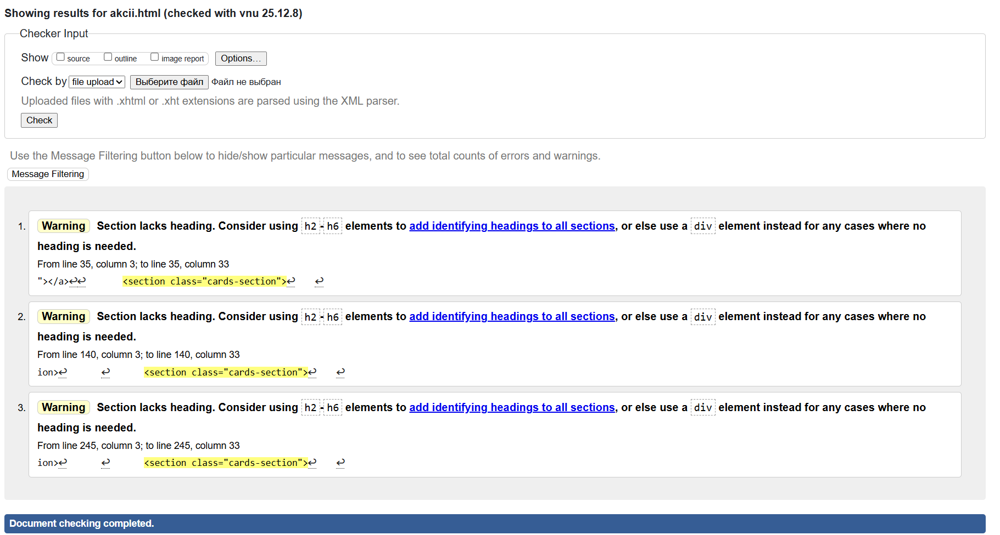 Showing results for akcii.html (checked with vnu 25.12.8)
Checker Input
Show source outline image report Options…
Check by file upload Выберите файл Файл не выбран
Uploaded files with .xhtml or .xht extensions are parsed using the XML parser.
Check
Use the Message Filtering button below to hide/show particular messages, and to see total counts of errors and warnings.
Message Filtering
1. Warning Section lacks heading. Consider using h2-h6 elements to add identifying headings to all sections, or else use a div element instead for any cases where no
heading is needed.
From line 35, column 3; to line 35, column 33
"></a>↩↩ <section class="cards-section">↩ ↩
2. Warning Section lacks heading. Consider using h2-h6 elements to add identifying headings to all sections, or else use a div element instead for any cases where no
heading is needed.
From line 140, column 3; to line 140, column 33
ion>↩ ↩ <section class="cards-section">↩ ↩
3. Warning Section lacks heading. Consider using h2-h6 elements to add identifying headings to all sections, or else use a div element instead for any cases where no
heading is needed.
From line 245, column 3; to line 245, column 33
ion>↩ ↩ <section class="cards-section">↩ ↩
Document checking completed.